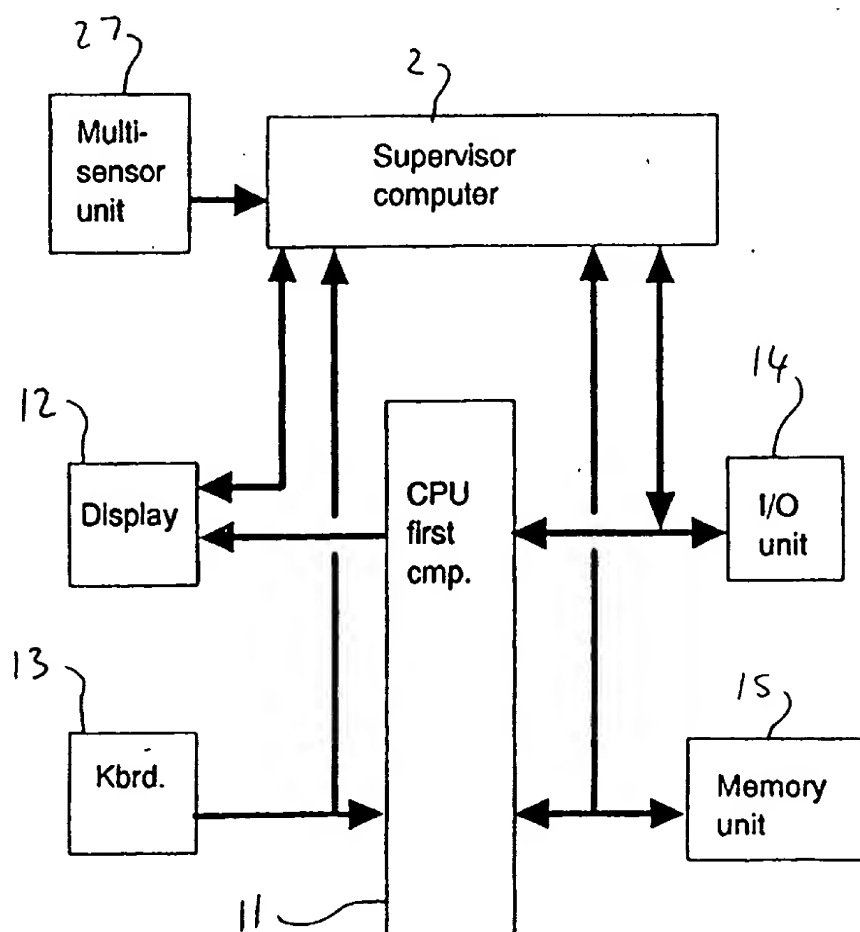 27
2
Multi-
sensor
unit
Supervisor
computer
12
14
Display
CPU
first
cmp.
I/O
unit
13
15
Kbrd.
Memory
unit
11